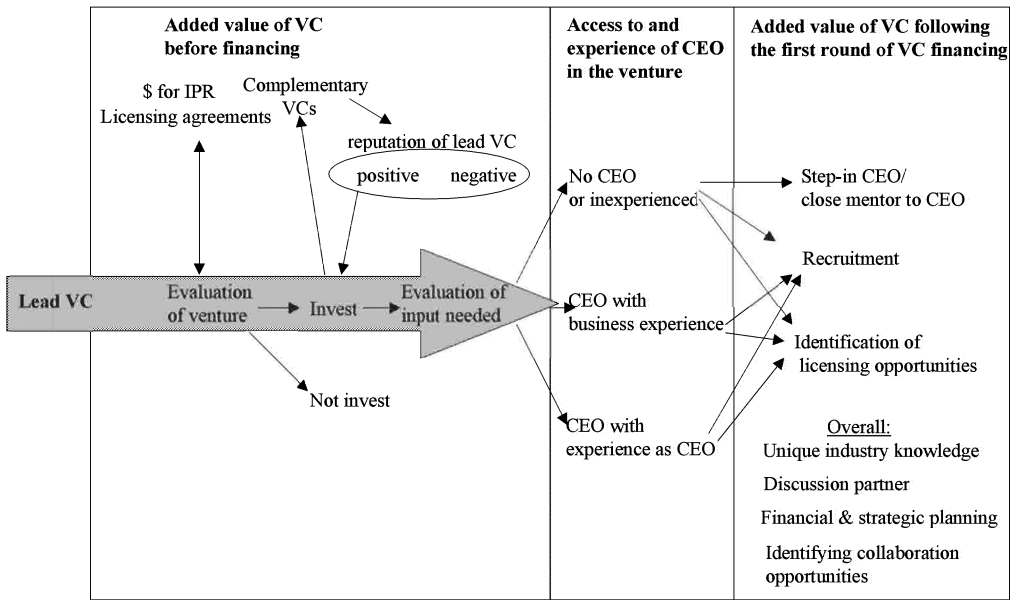 Added value of VC
before financing
$ for IPR
Licensing agreements
Complementary
VCs
reputation of lead VC
positive negative
Lead VC
Evaluation
of venture
Invest
Evaluation of
input needed
Not invest
Access to and
experience of CEO
in the venture
No CEO
or inexperienced
CEO with
business experience
CEO with
experience as CEO
Added value of VC following
the first round of VC financing
Step-in CEO/
close mentor to CEO
Recruitment
Identification of
licensing opportunities
Overall:
Unique industry knowledge
Discussion partner
Financial & strategic planning
Identifying collaboration
opportunities